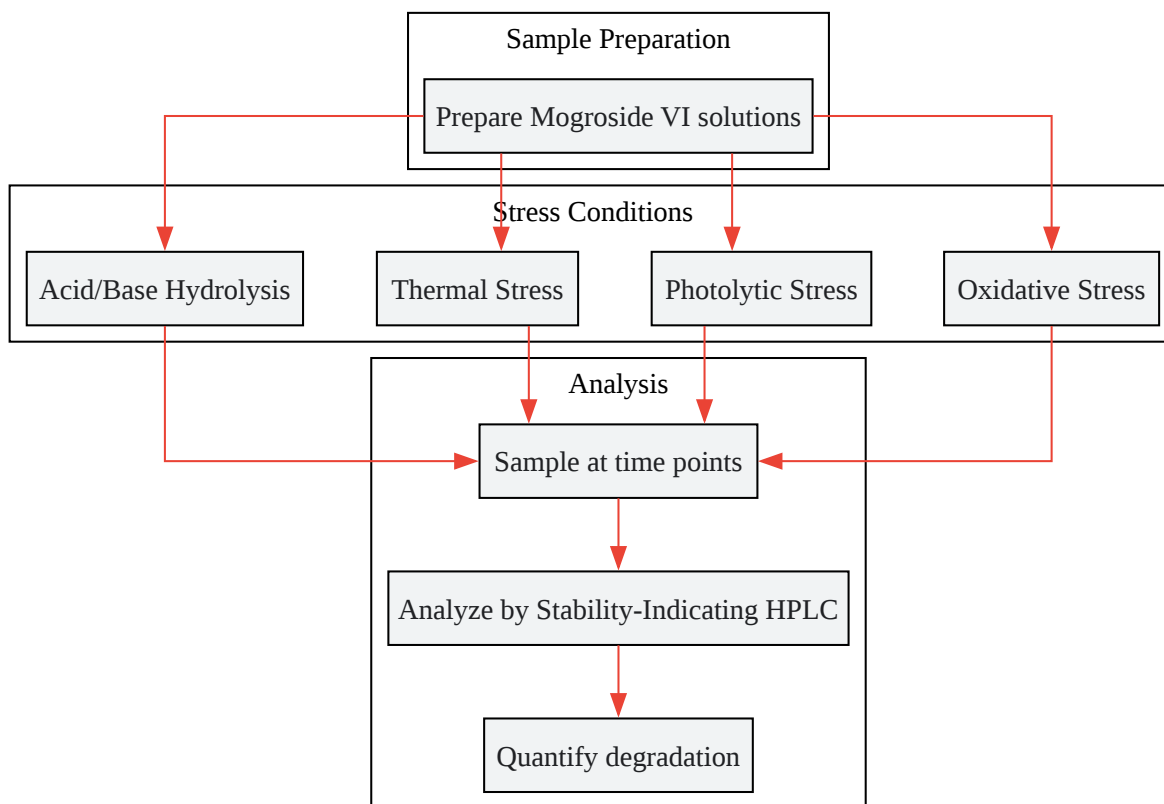 Sample Preparation
Prepare Mogroside VI solutions
Stress Conditions
Acid/Base Hydrolysis
Thermal Stress
Photolytic Stress
Oxidative Stress
Analysis
Sample at time points
Analyze by Stability-Indicating HPLC
Quantify degradation